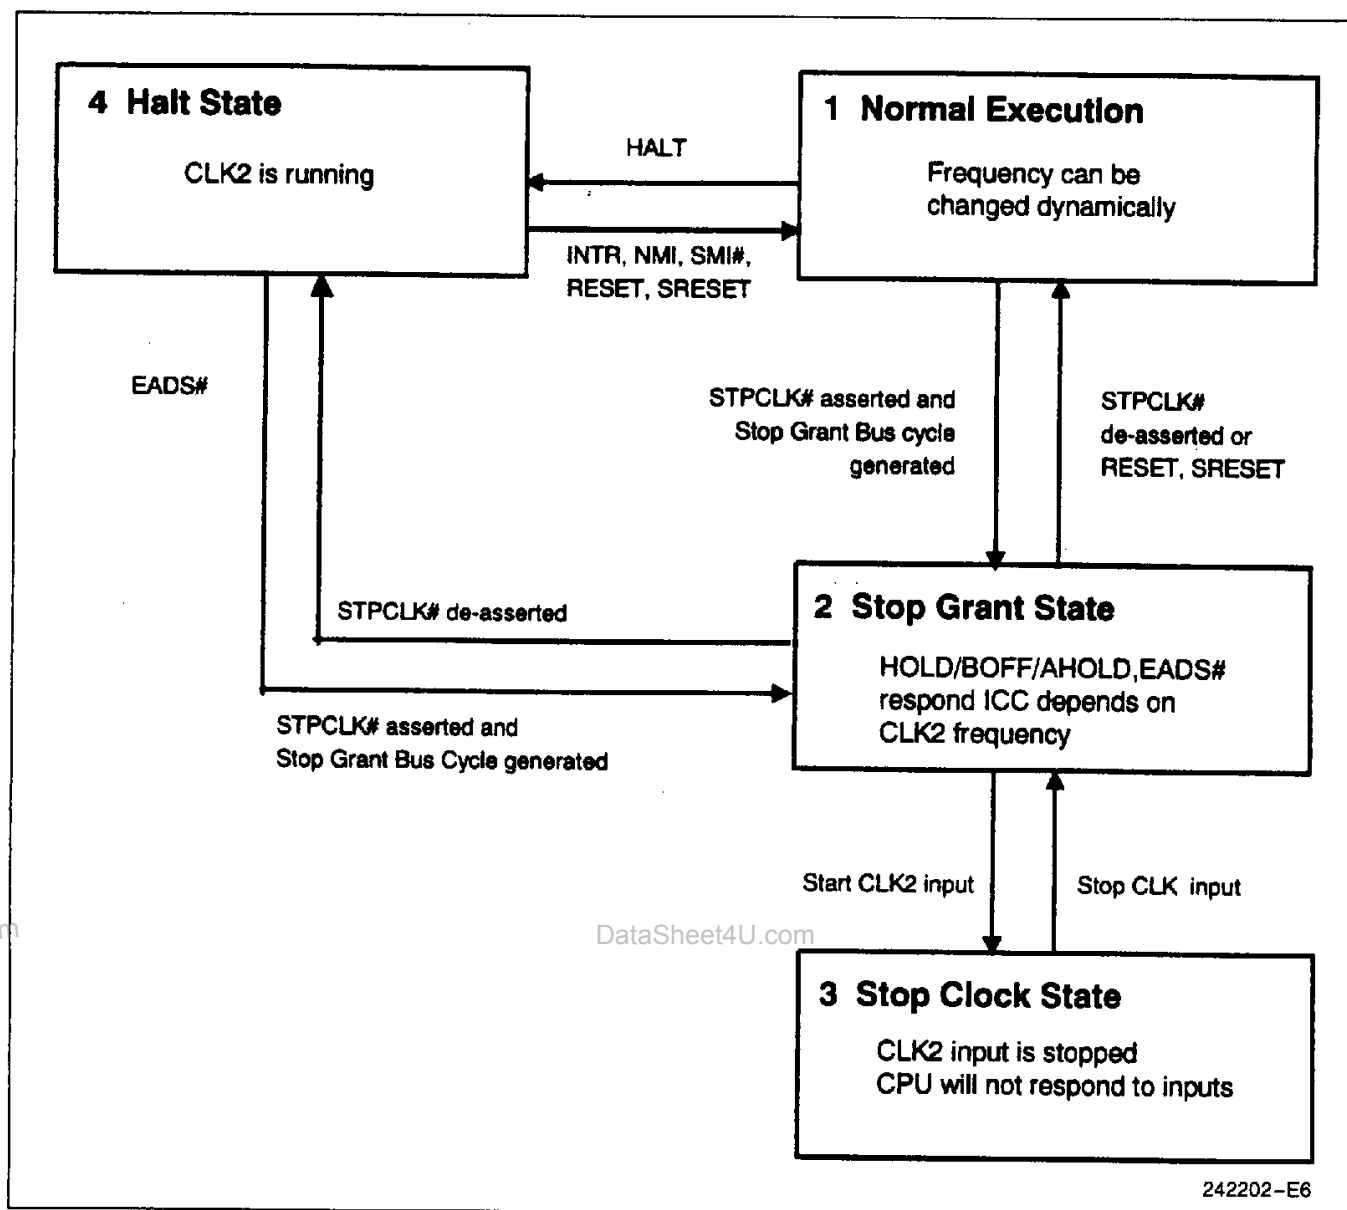 4 Halt State
CLK2 is running
1 Normal Execution
Frequency can be
changed dynamically
HALT
INTR, NMI, SMI#,
RESET, SRESET
EADS#
STPCLK# asserted and
Stop Grant Bus cycle
generated
STPCLK#
de-asserted or
RESET, SRESET
STPCLK# de-asserted
STPCLK# asserted and
Stop Grant Bus Cycle generated
2 Stop Grant State
HOLD/BOFF/AHOLD,EADS#
respond ICC depends on
CLK2 frequency
Start CLK2 input
Stop CLK input
m
DataSheet4U.com
3 Stop Clock State
CLK2 input is stopped
CPU will not respond to inputs
242202-E6